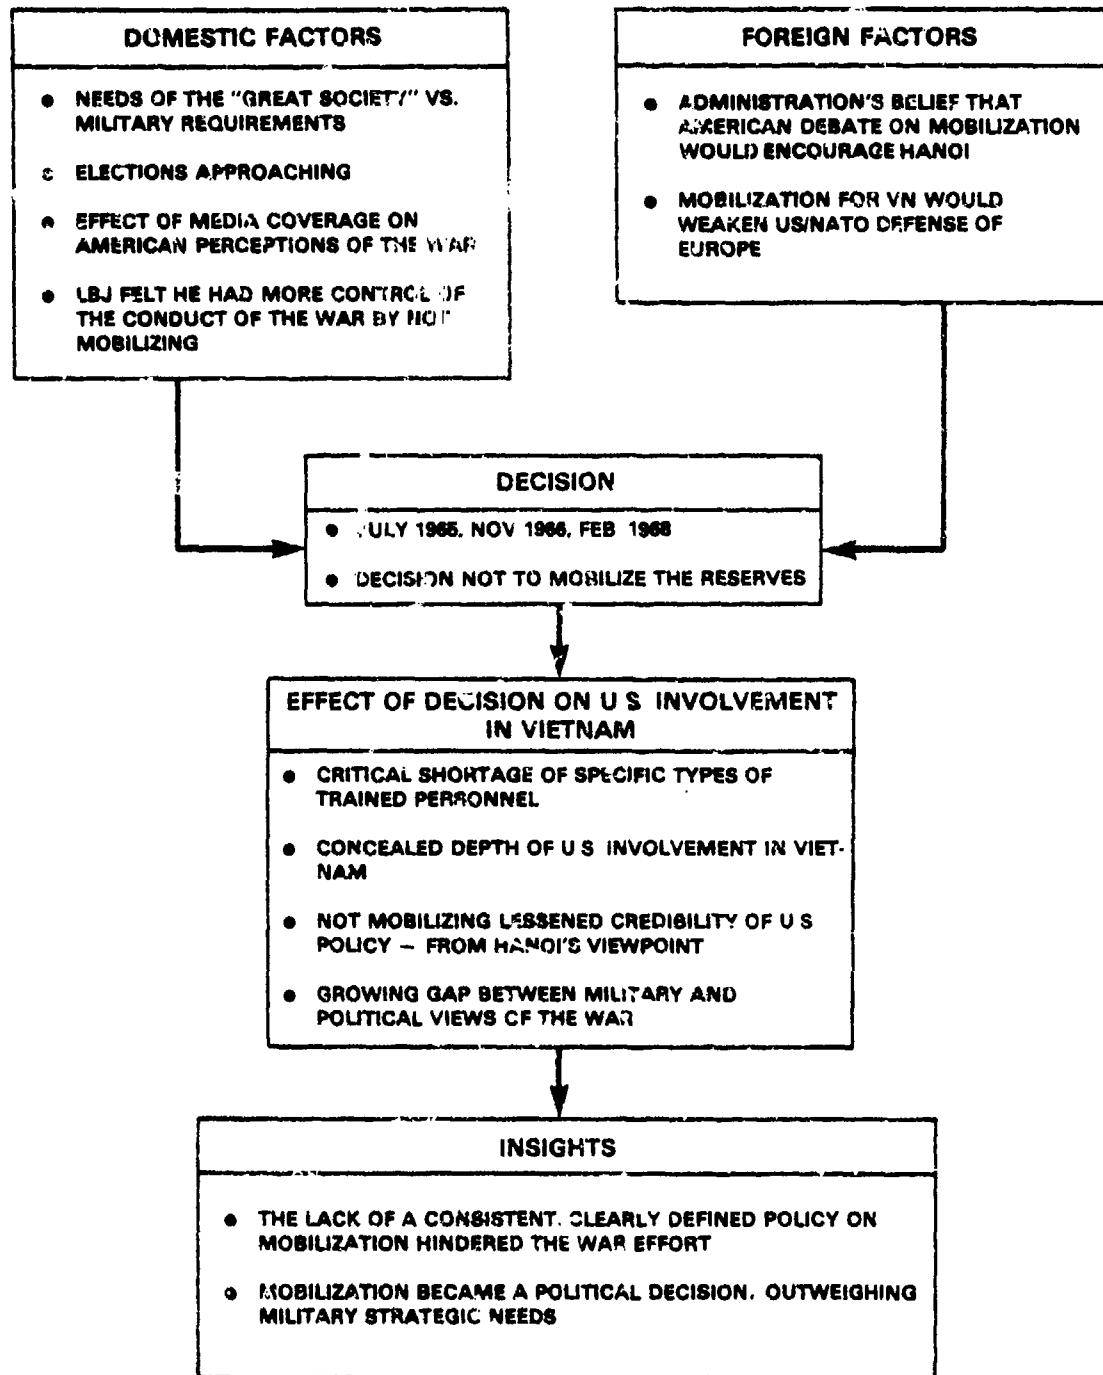 DOMESTIC FACTORS
• NEEDS OF THE "GREAT SOCIETY" VS.
MILITARY REQUIREMENTS
• ELECTIONS APPROACHING
• EFFECT OF MEDIA COVERAGE ON
AMERICAN PERCEPTIONS OF THE WAR
• LBJ FELT HE HAD MORE CONTROL OF
THE CONDUCT OF THE WAR BY NOT
MOBILIZING
FOREIGN FACTORS
• ADMINISTRATION'S BELIEF THAT
AMERICAN DEBATE ON MOBILIZATION
WOULD ENCOURAGE HANOI
• MOBILIZATION FOR VN WOULD
WEAKEN US/NATO DEFENSE OF
EUROPE
DECISION
• JULY 1965, NOV 1966, FEB 1968
• DECISION NOT TO MOBILIZE THE RESERVES
EFFECT OF DECISION ON U S INVOLVEMENT
IN VIETNAM
• CRITICAL SHORTAGE OF SPECIFIC TYPES OF
TRAINED PERSONNEL
• CONCEALED DEPTH OF U S INVOLVEMENT IN VIET-
NAM
• NOT MOBILIZING LESSENED CREDIBILITY OF U S
POLICY – FROM HANOI'S VIEWPOINT
• GROWING GAP BETWEEN MILITARY AND
POLITICAL VIEWS OF THE WAR
INSIGHTS
• THE LACK OF A CONSISTENT, CLEARLY DEFINED POLICY ON
MOBILIZATION HINDERED THE WAR EFFORT
• MOBILIZATION BECAME A POLITICAL DECISION, OUTWEIGHING
MILITARY STRATEGIC NEEDS